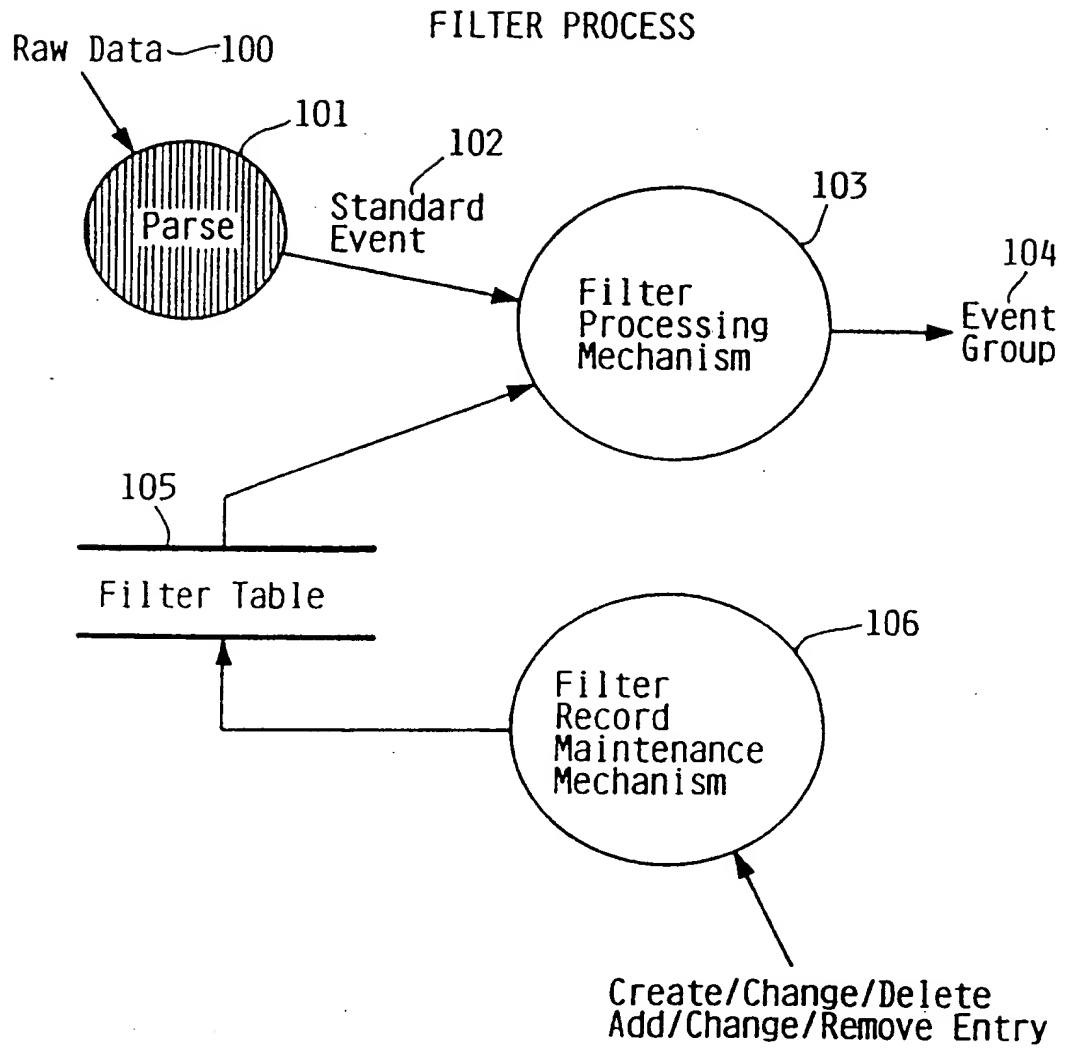 FILTER PROCESS
Raw Data 100
101
102
Parse
Standard
Event
103
Filter
Processing
Mechanism
104
Event
Group
105
Filter Table
106
Filter
Record
Maintenance
Mechanism
Create/Change/Delete
Add/Change/Remove Entry